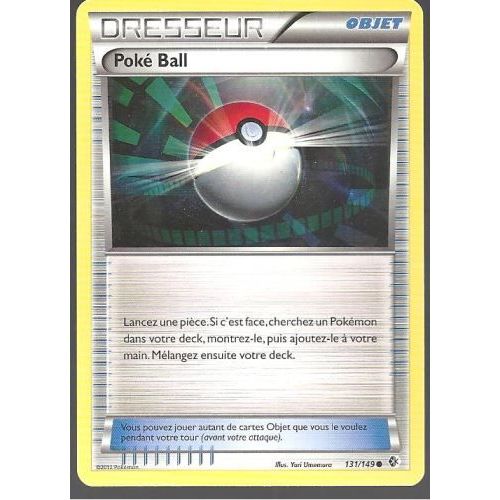 DRESSEUR OBJET
Poké Ball
Lancez une pièce. Si c'est face, cherchez un Pokémon
dans votre deck, montrez-le, puis ajoutez-le à votre
main. Mélangez ensuite votre deck.
Vous pouvez jouer autant de cartes Objet que vous le voulez
pendant votre tour (avant votre attaque).
©2012 Pokémon Illus. Yuri Umemura 131/149